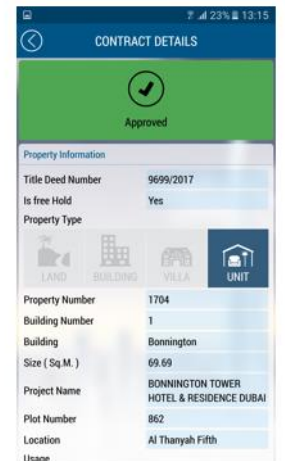 23% 13:15
CONTRACT DETAILS
Approved
Property Information
Title Deed Number 9699/2017
Is free Hold Yes
Property Type
LAND BUILDING VILLA UNIT
Property Number 1704
Building Number 1
Building Bonnington
Size ( Sq.M. ) 69.69
Project Name BONNINGTON TOWER
HOTEL & RESIDENCE DUBAI
Plot Number 862
Location Al Thanyah Fifth
Usage